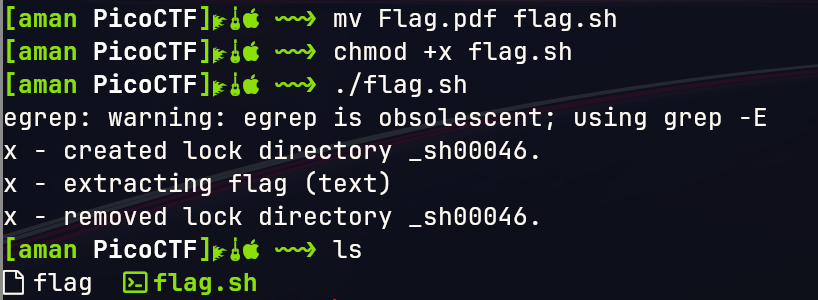 [aman PicoCTF] mv Flag.pdf flag.sh
[aman PicoCTF] chmod +x flag.sh
[aman PicoCTF] ./flag.sh
egrep: warning: egrep is obsolescent; using grep -E
x - created lock directory _sh00046.
x - extracting flag (text)
x - removed lock directory _sh00046.
[aman PicoCTF] ls
flag flag.sh